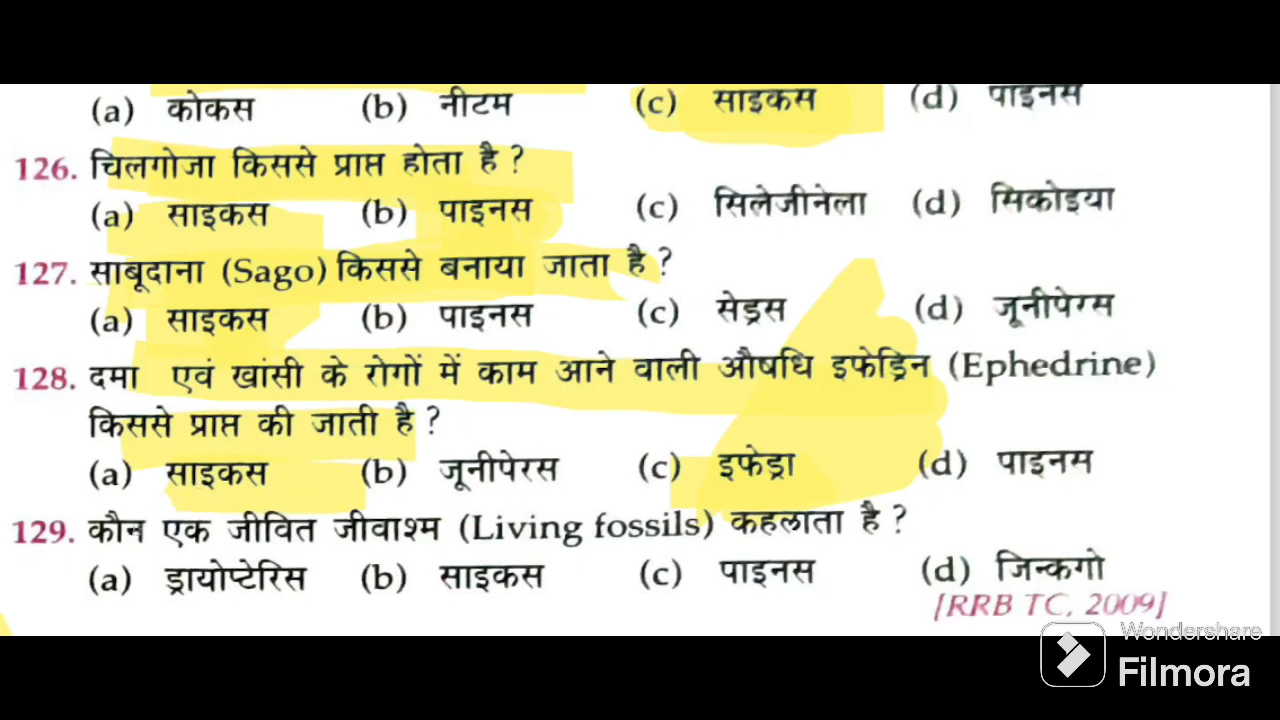 (a) कोकस (b) नीटम (c) साइकस (d) पाइनस
126. चिलगोजा किससे प्राप्त होता है ?
(a) साइकस (b) पाइनस (c) सिलेजीनेला (d) सिकोइया
127. साबूदाना (Sago) किससे बनाया जाता है ?
(a) साइकस (b) पाइनस (c) सेड्रस (d) जूनीपेरस
128. दमा एवं खांसी के रोगों में काम आने वाली औषधि इफेड्रिन (Ephedrine)
किससे प्राप्त की जाती है ?
(a) साइकस (b) जूनीपेरस (c) इफेड्रा (d) पाइनस
129. कौन एक जीवित जीवाश्म (Living fossils) कहलाता है ?
(a) ड्रायोप्टेरिस (b) साइकस (c) पाइनस (d) जिन्कगो
[RRB TC, 2009]
Wondershare
Filmora